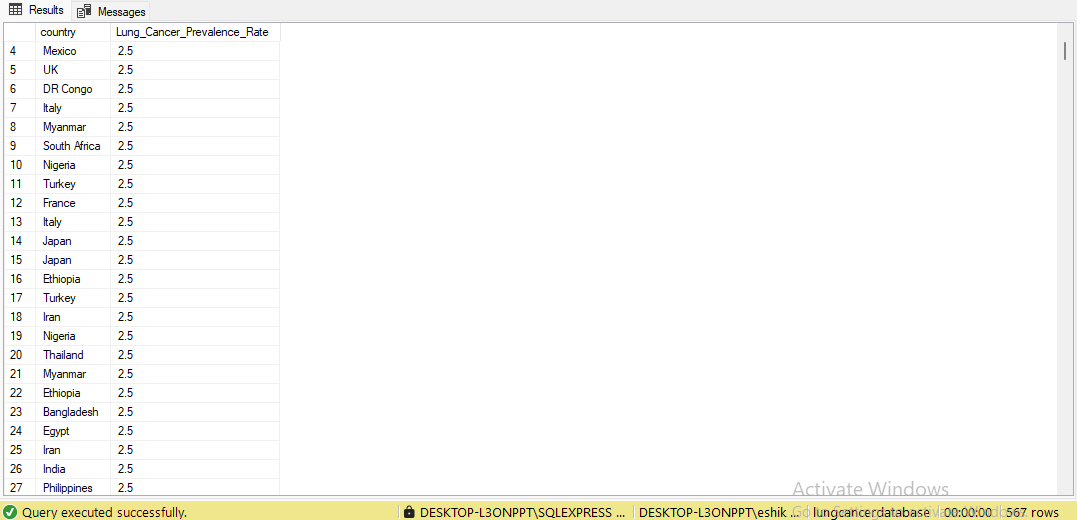 Results Messages
country Lung_Cancer_Prevalence_Rate
4 Mexico 2.5
5 UK 2.5
6 DR Congo 2.5
7 Italy 2.5
8 Myanmar 2.5
9 South Africa 2.5
10 Nigeria 2.5
11 Turkey 2.5
12 France 2.5
13 Italy 2.5
14 Japan 2.5
15 Japan 2.5
16 Ethiopia 2.5
17 Turkey 2.5
18 Iran 2.5
19 Nigeria 2.5
20 Thailand 2.5
21 Myanmar 2.5
22 Ethiopia 2.5
23 Bangladesh 2.5
24 Egypt 2.5
25 Iran 2.5
26 India 2.5
27 Philippines 2.5
Activate Windows
Query executed successfully. DESKTOP-L3ONPPT\SQLEXPRESS ... DESKTOP-L3ONPPT\eshik ... lungcancerdatabase 00:00:00 567 rows